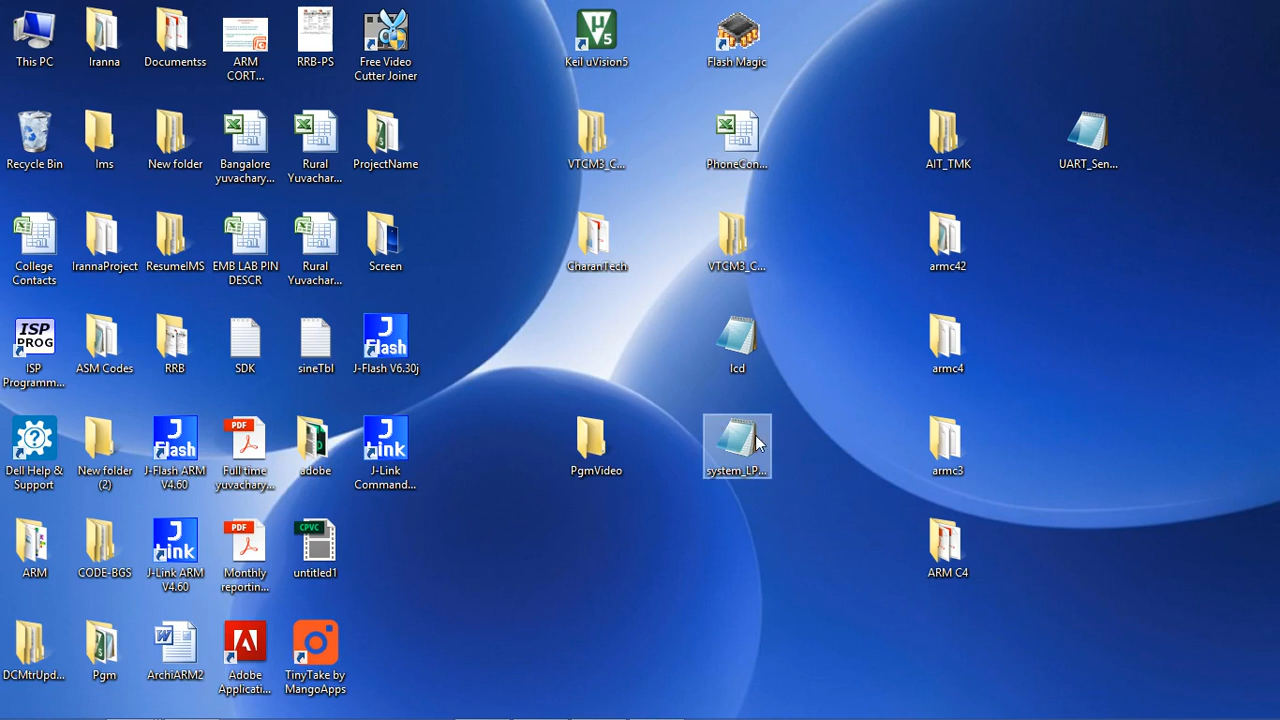 This PC
Iranna
Documentss
ARM
CORT...
RRB-PS
Free Video
Cutter Joiner
Keil uVision5
Flash Magic
Recycle Bin
Ims
New folder
Bangalore
yuvachary...
Rural
Yuvachar...
ProjectName
VTCM3_C...
PhoneCon...
AIT_TMK
UART_Sen...
College
Contacts
IrannaProject
ResumeIMS
EMB LAB PIN
DESCR
Rural
Yuvachar...
Screen
CharanTech
VTCM3_C...
armc42
ISP
PROG
ISP
Programm...
ASM Codes
RRB
SDK
sineTbl
J
Flash
J-Flash V6.30j
lcd
armc4
Dell Help &
Support
New folder
(2)
J
Flash
J-Flash ARM
V4.60
PDF
Full time
yuvachary...
adobe
J
Link
J-Link
Command...
PgmVideo
system_LP...
armc3
ARM
CODE-BGS
J
Link
J-Link ARM
V4.60
PDF
Monthly
reportin...
CPVC
untitled1
ARM C4
DCMtrUpd...
Pgm
ArchiARM2
Adobe
Applicati...
TinyTake by
MangoApps